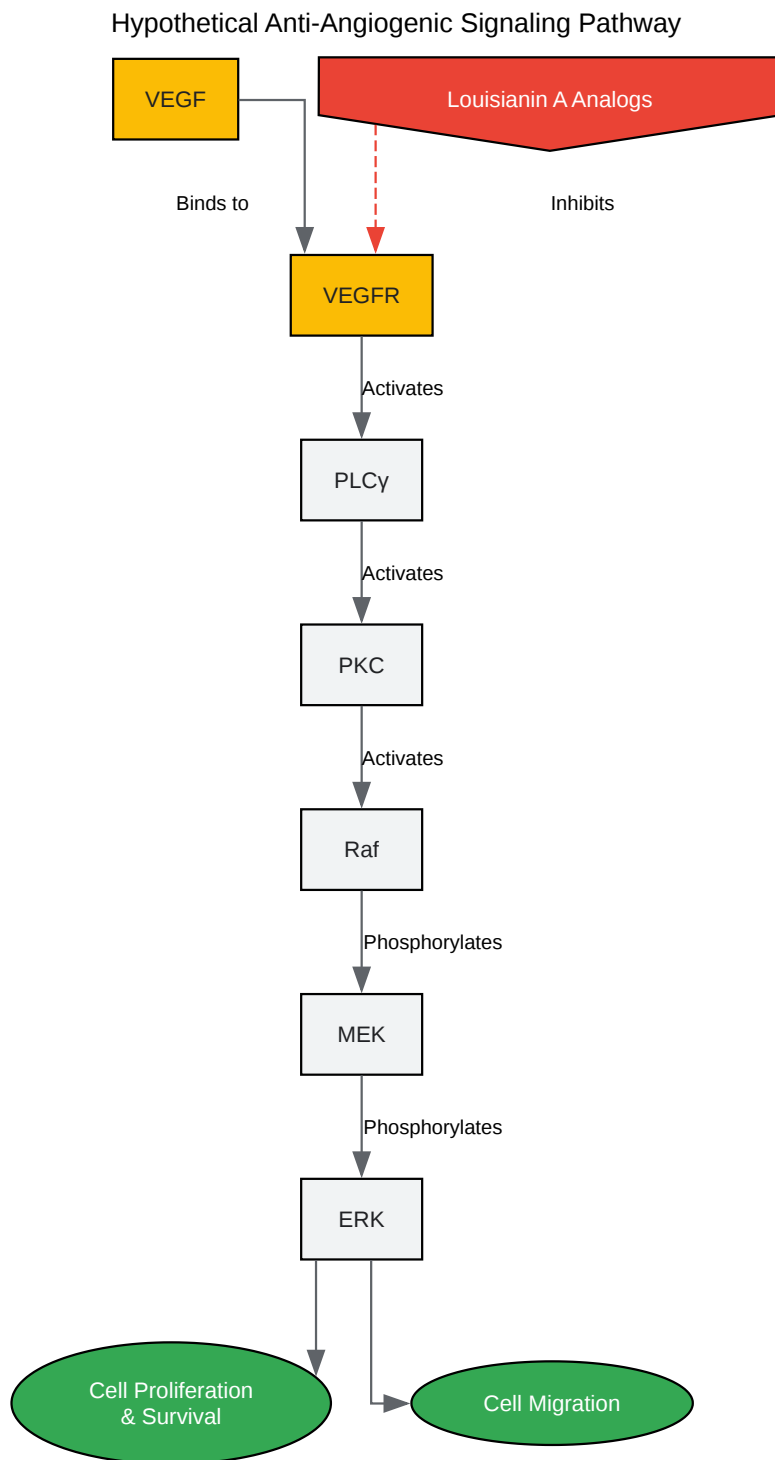 Hypothetical Anti-Angiogenic Signaling Pathway
VEGF
Louisianin A Analogs
Binds to
Inhibits
VEGFR
Activates
PLCγ
Activates
PKC
Activates
Raf
Phosphorylates
MEK
Phosphorylates
ERK
Cell Proliferation
& Survival
Cell Migration